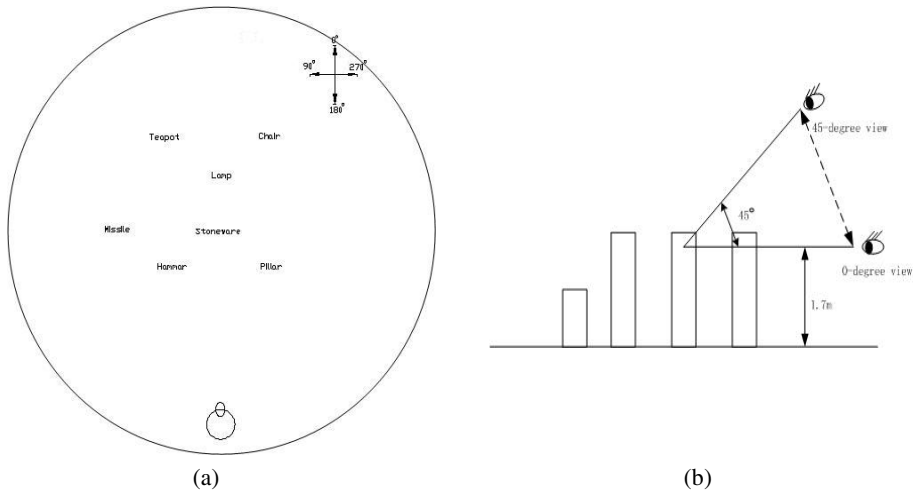 0°
90° 270°
180°
Teapot Chair
Lamp
Missile Stoneware
Hammar Pillar
45-degree view
45°
0-degree view
1.7m
(a) (b)